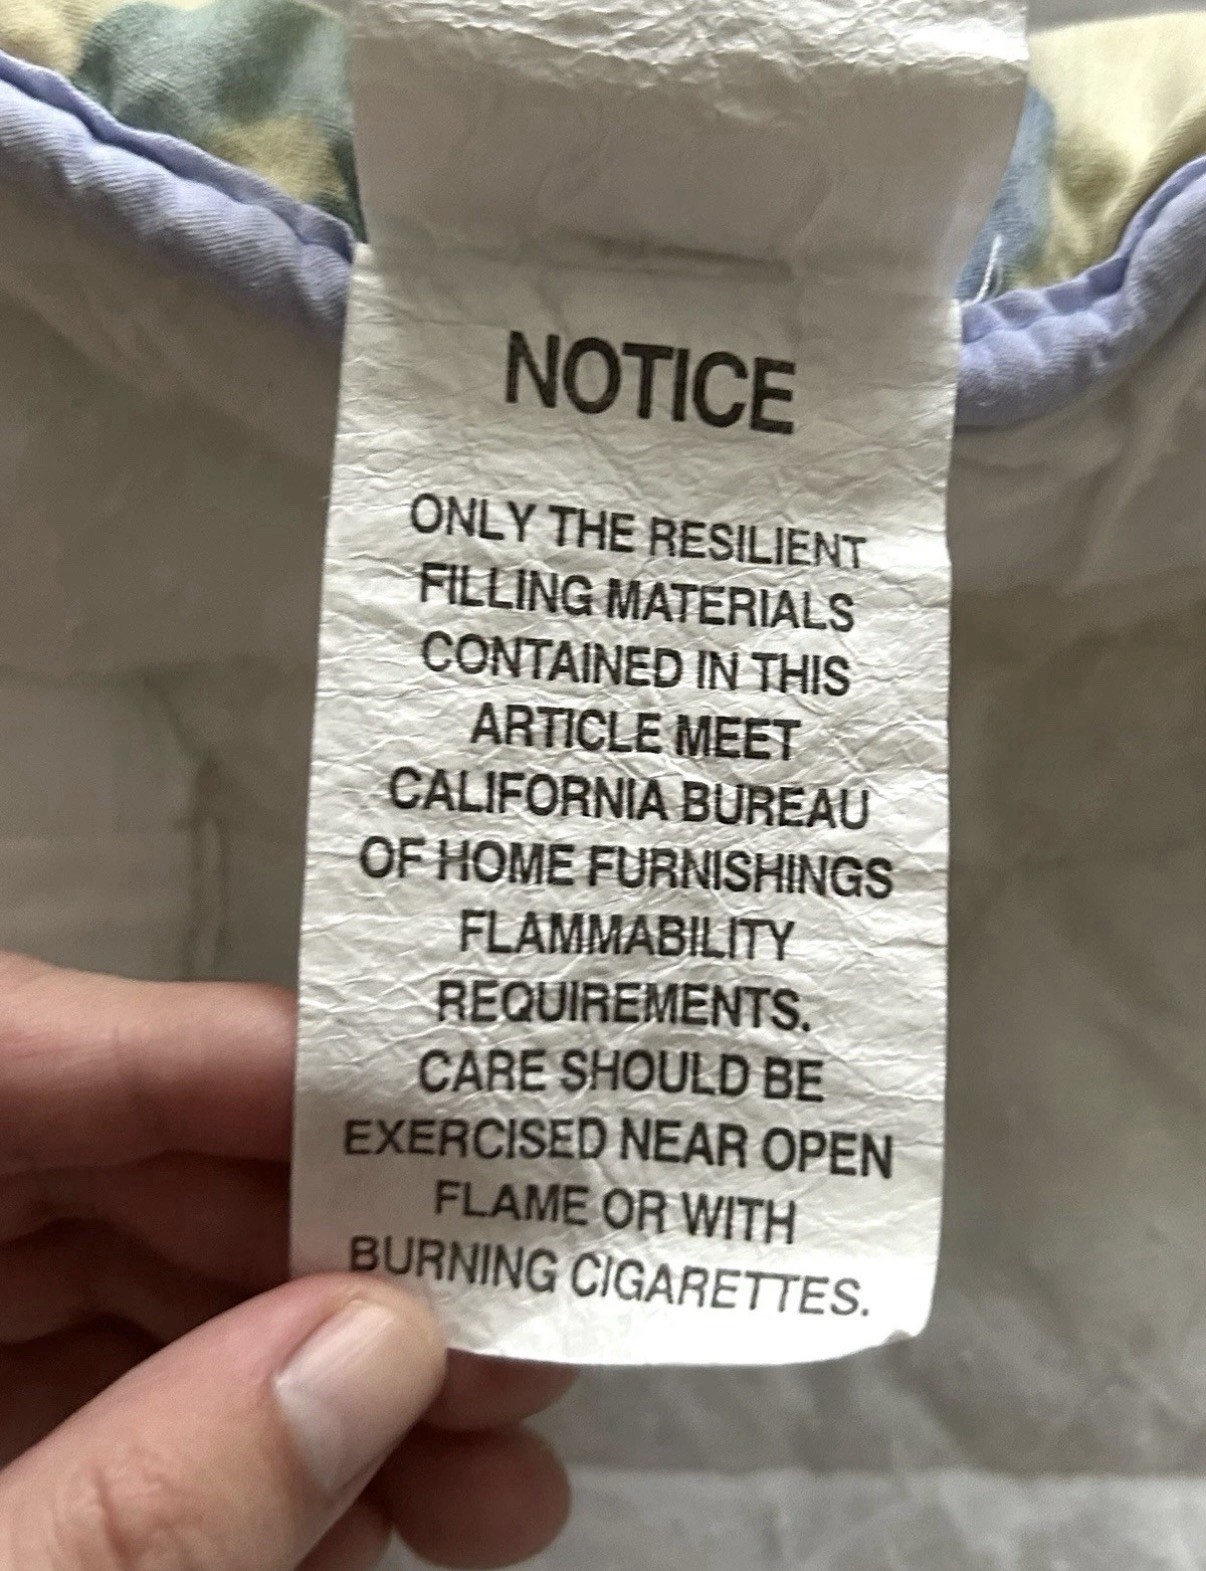 NOTICE
ONLY THE RESILIENT
FILLING MATERIALS
CONTAINED IN THIS
ARTICLE MEET
CALIFORNIA BUREAU
OF HOME FURNISHINGS
FLAMMABILITY
REQUIREMENTS.
CARE SHOULD BE
EXERCISED NEAR OPEN
FLAME OR WITH
BURNING CIGARETTES.